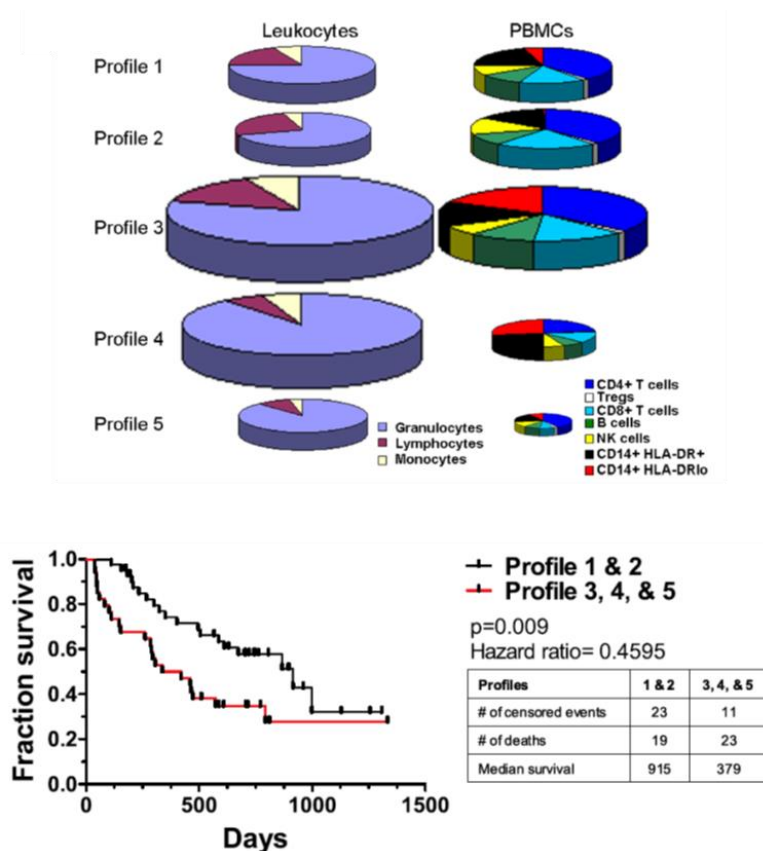 Leukocytes PBMCs
Profile 1
Profile 2
Profile 3
Profile 4
Profile 5
Granulocytes
Lymphocytes
Monocytes
CD4+ T cells
Tregs
CD8+ T cells
B cells
NK cells
CD14+ HLA-DR+
CD14+ HLA-DRlo
Fraction survival
1.0
0.8
0.6
0.4
0.2
0.0
0 500 1000 1500
Days
Profile 1 & 2
Profile 3, 4, & 5
p=0.009
Hazard ratio= 0.4595
Profiles 1 & 2 3, 4, & 5
# of censored events 23 11
# of deaths 19 23
Median survival 915 379